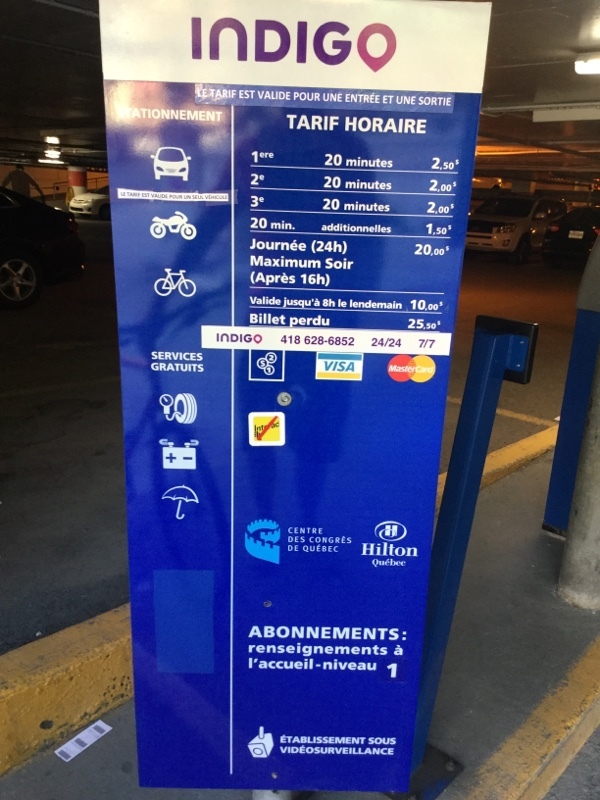 INDIGO
LE TARIF EST VALIDE POUR UNE ENTRÉE ET UNE SORTIE
STATIONNEMENT
TARIF HORAIRE
1ere 20 minutes 2,50$
2e 20 minutes 2,00$
LE TARIF EST VALIDE POUR UN SEUL VÉHICULE
3e 20 minutes 2,00$
20 min. additionnelles 1,50$
Journée (24h) 20,00$
Maximum Soir
(Après 16h)
Valide jusqu'à 8h le lendemain 10,00$
Billet perdu 25,50$
INDIGO 418 628-6852 24/24 7/7
SERVICES
GRATUITS
2
$ $
1
VISA
MasterCard
Interac
CENTRE
DES CONGRÈS
DE QUÉBEC
H
Hilton
Québec
ABONNEMENTS:
renseignements à
l'accueil-niveau 1
ÉTABLISSEMENT SOUS
VIDÉOSURVEILLANCE